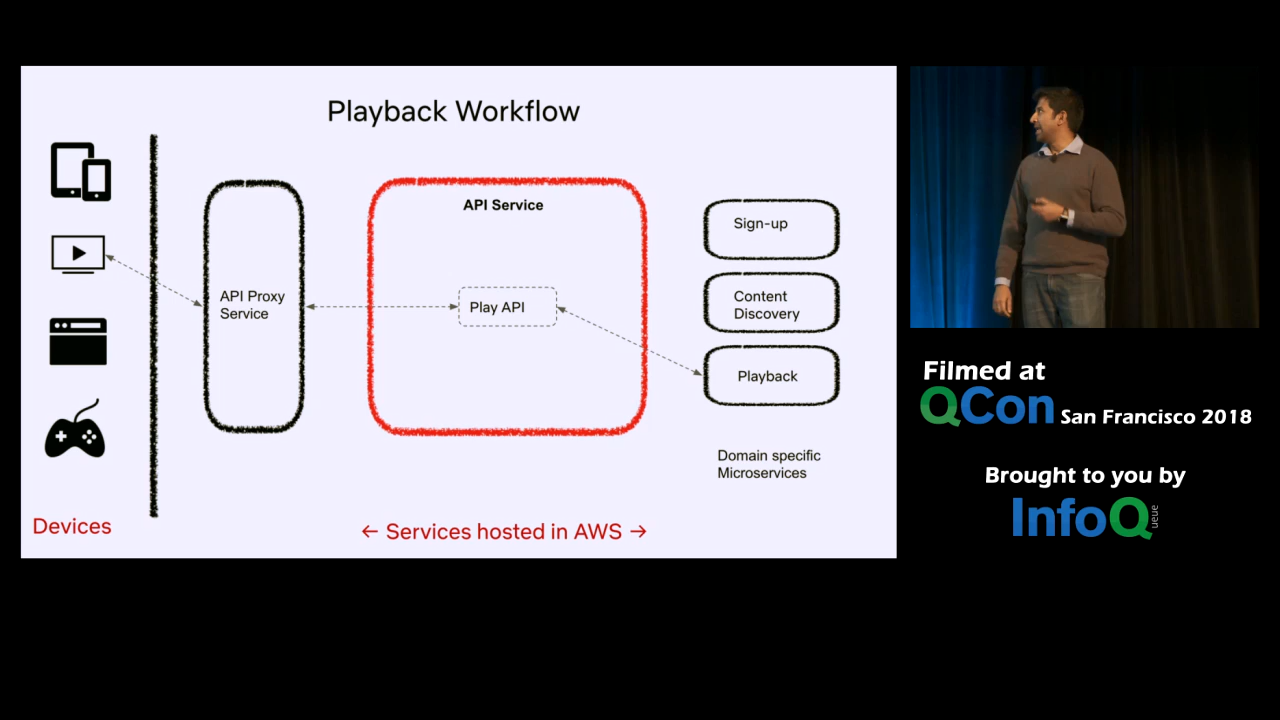 Playback Workflow
API Service
API Proxy
Service
Play API
Sign-up
Content
Discovery
Playback
Domain specific
Microservices
Devices
← Services hosted in AWS →
Filmed at
QCon San Francisco 2018
Brought to you by
InfoQ
ueue